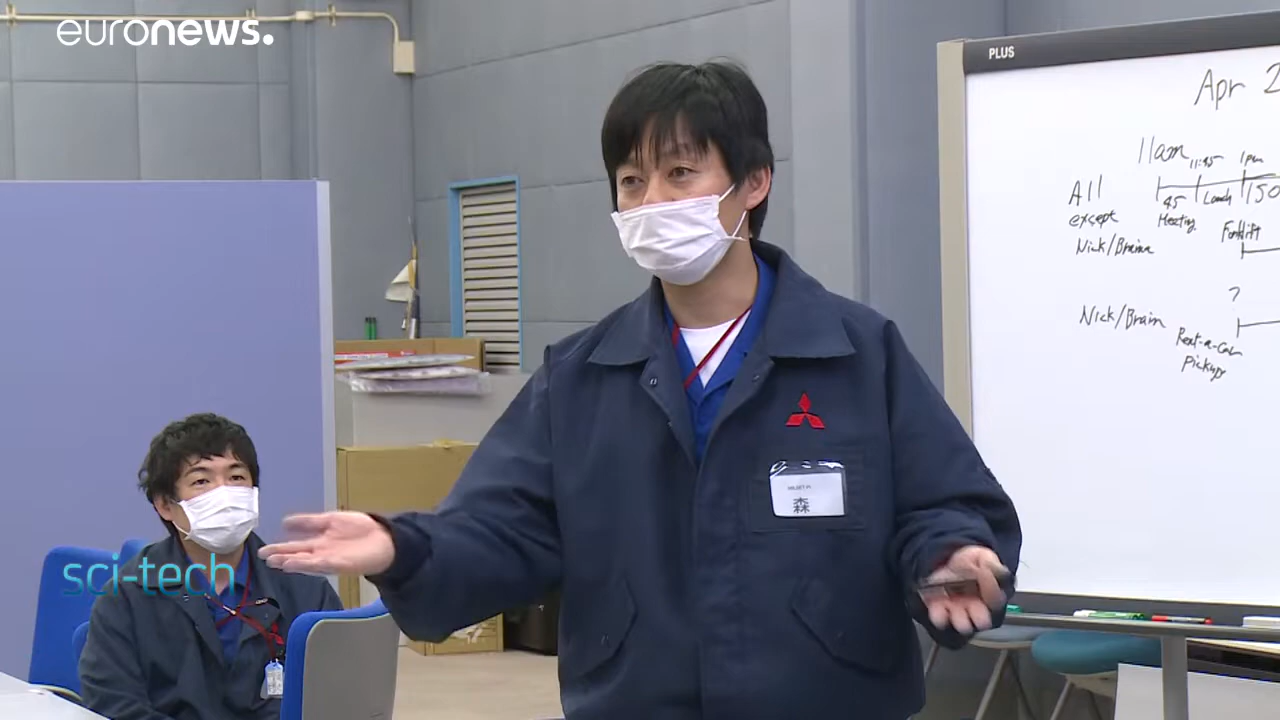 euronews.
PLUS
Apr 2
11am 11:45 1pm
All
except
Nick/Brain
45
Meeting
Lunch
150
Forklift
?
Nick/Brain
Rent-a-Car
Pickup
森
sci-tech